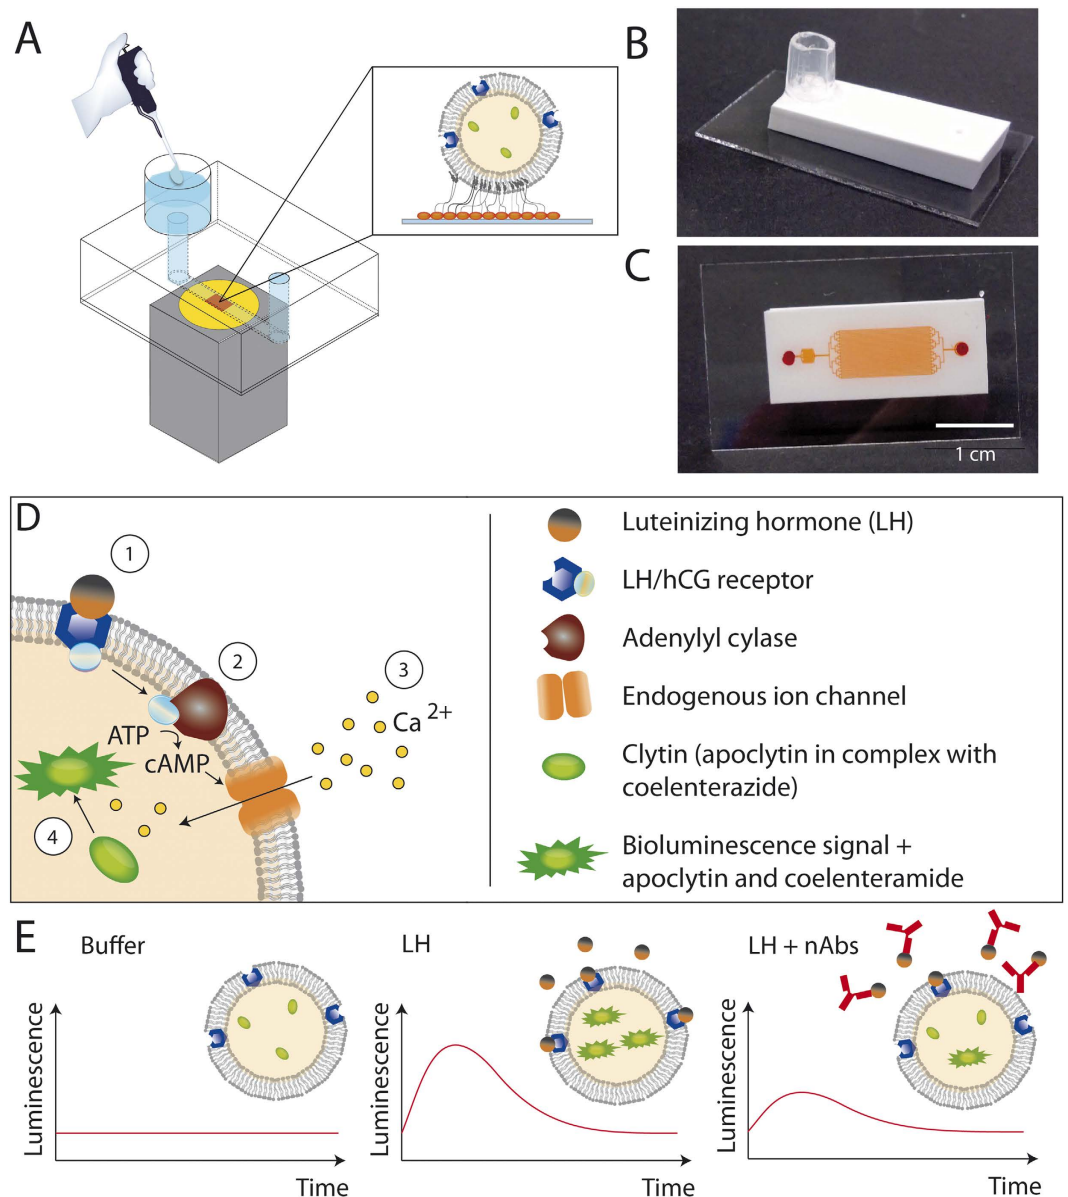 A
B
C
1 cm
D
1
2
3
Ca 2+
ATP
cAMP
4
Luteinizing hormone (LH)
LH/hCG receptor
Adenylyl cylase
Endogenous ion channel
Clytin (apoclytin in complex with
coelenterazide)
Bioluminescence signal +
apoclytin and coelenteramide
E
Buffer
Luminescence
Time
LH
Luminescence
Time
LH + nAbs
Luminescence
Time